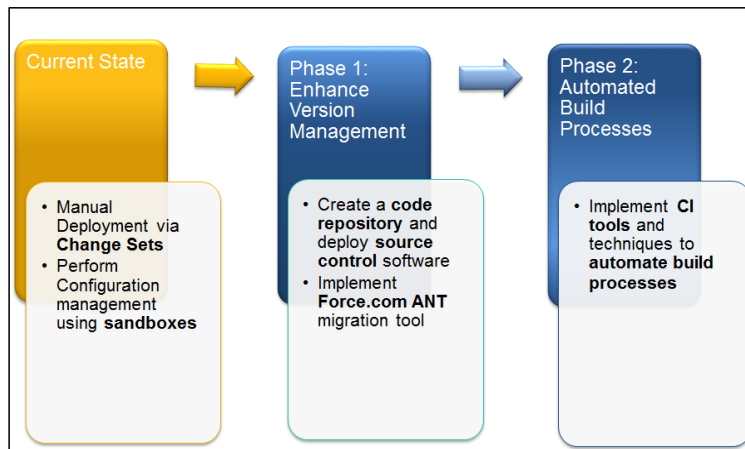 Current State
• Manual
Deployment via
Change Sets
• Perform
Configuration
management
using sandboxes
Phase 1:
Enhance
Version
Management
• Create a code
repository and
deploy source
control software
• Implement
Force.com ANT
migration tool
Phase 2:
Automated
Build
Processes
• Implement CI
tools and
techniques to
automate build
processes